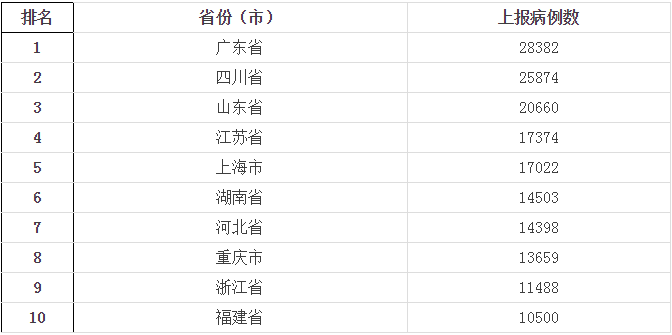 排名 省份（市） 上报病例数
1 广东省 28382
2 四川省 25874
3 山东省 20660
4 江苏省 17374
5 上海市 17022
6 湖南省 14503
7 河北省 14398
8 重庆市 13659
9 浙江省 11488
10 福建省 10500